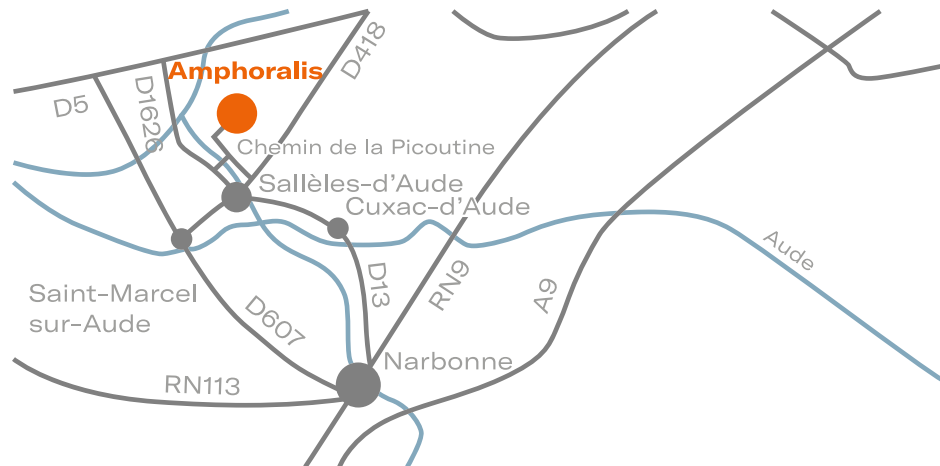 D418
Amphoralis
D5
D1626
Chemin de la Picoutine
Sallèles-d'Aude
Cuxac-d'Aude
Aude
RN9
D13
A9
Saint-Marcel
sur-Aude
D607
Narbonne
RN113